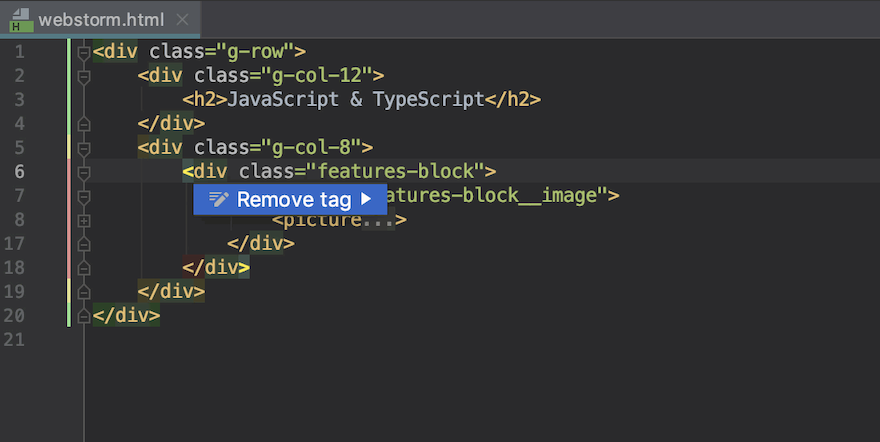 webstorm.html
H
1 <div class="g-row">
2 <div class="g-col-12">
3 <h2>JavaScript & TypeScript</h2>
4 </div>
5 <div class="g-col-8">
6 <div class="features-block">
Remove tag
7 atures-block__image">
8 <picture...>
17 </div>
18 </div>
19 </div>
20 </div>
21